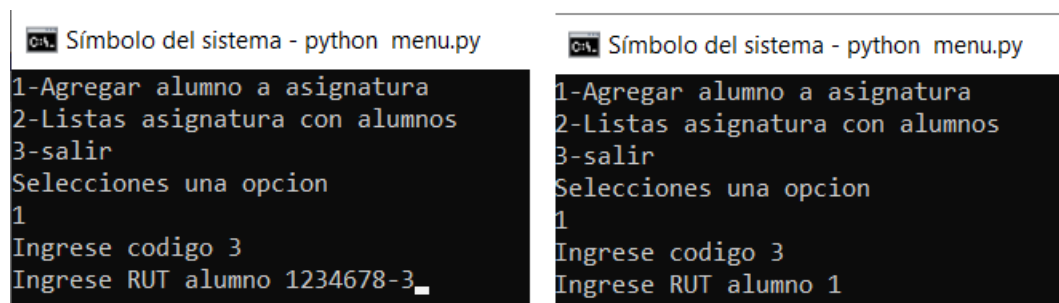 Símbolo del sistema - python menu.py
1-Agregar alumno a asignatura
2-Listas asignatura con alumnos
3-salir
Selecciones una opcion
1
Ingrese codigo 3
Ingrese RUT alumno 1234678-3
Símbolo del sistema - python menu.py
1-Agregar alumno a asignatura
2-Listas asignatura con alumnos
3-salir
Selecciones una opcion
1
Ingrese codigo 3
Ingrese RUT alumno 1